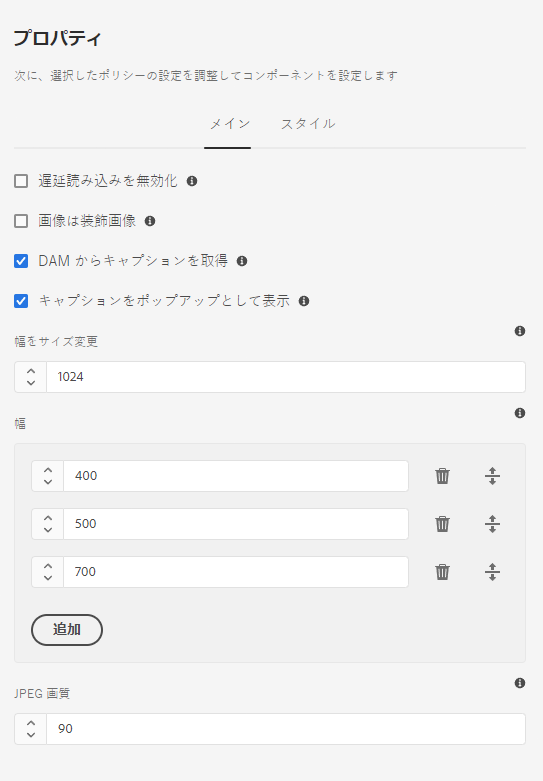 プロパティ
次に、選択したポリシーの設定を調整してコンポーネントを設定します
メイン スタイル
遅延読み込みを無効化
画像は装飾画像
DAM からキャプションを取得
キャプションをポップアップとして表示
幅をサイズ変更
1024
幅
400
500
700
追加
JPEG 画質
90